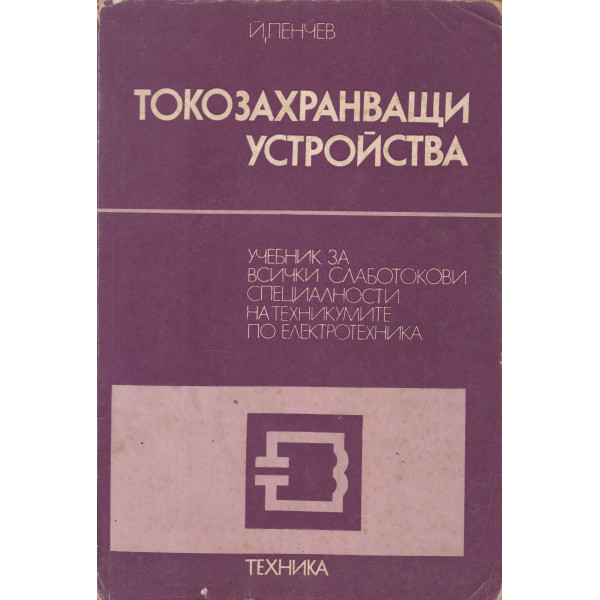 Й. ПЕНЧЕВ
ТОКОЗАХРАНВАЩИ
УСТРОЙСТВА
УЧЕБНИК ЗА
ВСИЧКИ СЛАБОТОКОВИ
СПЕЦИАЛНОСТИ
НА ТЕХНИКУМИТЕ
ПО ЕЛЕКТРОТЕХНИКА
ТЕХНИКА